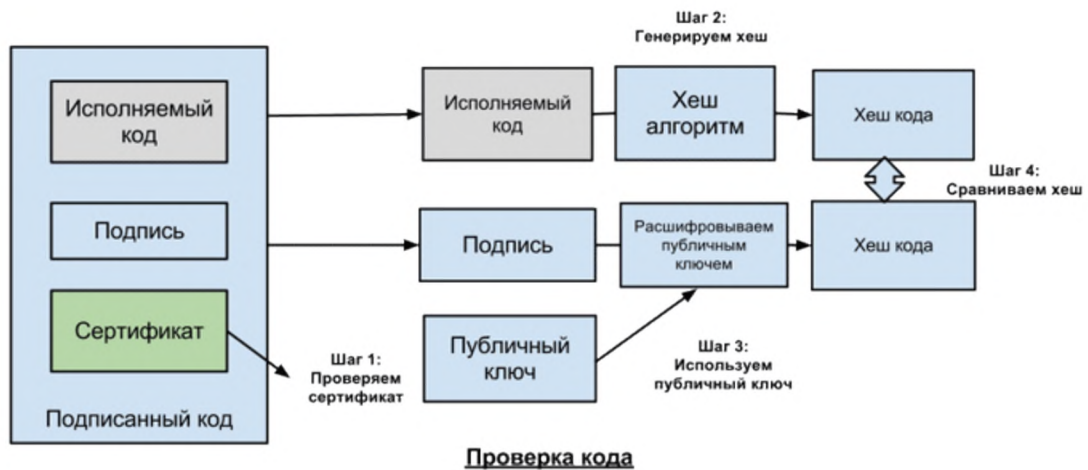 Шаг 2:
Генерируем хеш
Исполняемый
код
Исполняемый
код
Хеш
алгоритм
Хеш кода
Шаг 4:
Сравниваем хеш
Подпись
Подпись
Расшифровываем
публичным
ключем
Хеш кода
Сертификат
Шаг 1:
Проверяем
сертификат
Публичный
ключ
Шаг 3:
Используем
публичный ключ
Подписанный код
Проверка кода